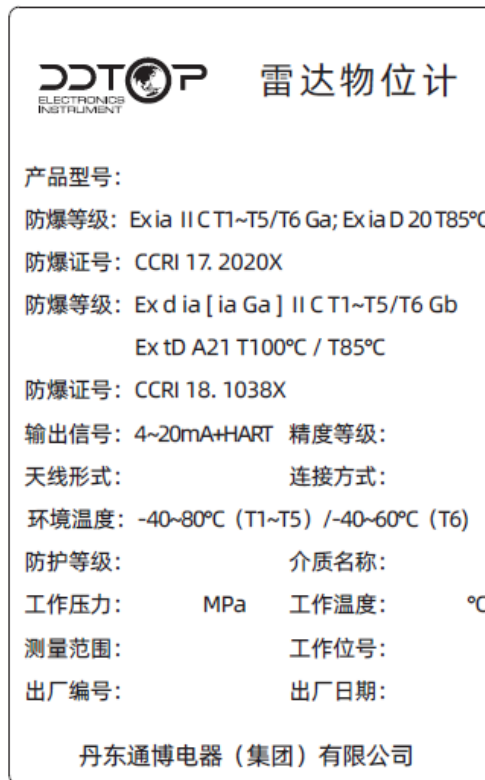 DDTOP
ELECTRONICS
INSTRUMENT
雷达物位计
产品型号：
防爆等级：Ex ia II C T1~T5/T6 Ga; Ex ia D 20 T85℃
防爆证号：CCRI 17. 2020X
防爆等级：Ex d ia [ ia Ga ] II C T1~T5/T6 Gb
Ex tD A21 T100℃ / T85℃
防爆证号：CCRI 18. 1038X
输出信号：4~20mA+HART 精度等级：
天线形式： 连接方式：
环境温度：-40~80℃（T1~T5）/-40~60℃（T6)
防护等级： 介质名称：
工作压力： MPa 工作温度： ℃
测量范围： 工作位号：
出厂编号： 出厂日期：
丹东通博电器（集团）有限公司